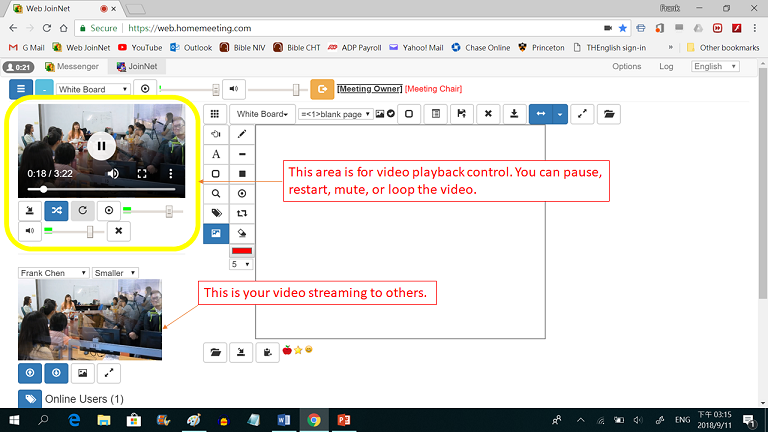 Web JoinNet
Frank
Secure | https://web.homemeeting.com
G Mail Web JoinNet YouTube Outlook Bible NIV Bible CHT ADP Payroll Yahoo! Mail Chase Online Princeton THEnglish sign-in » Other bookmarks
0:21 Messenger JoinNet Options Log English
White Board [Meeting Owner] [Meeting Chair]
White Board =<1>blank page
0:18 / 3:22
This area is for video playback control. You can pause,
restart, mute, or loop the video.
A
5
Frank Chen Smaller
This is your video streaming to others.
Online Users (1)
ENG 下午 03:15
2018/9/11